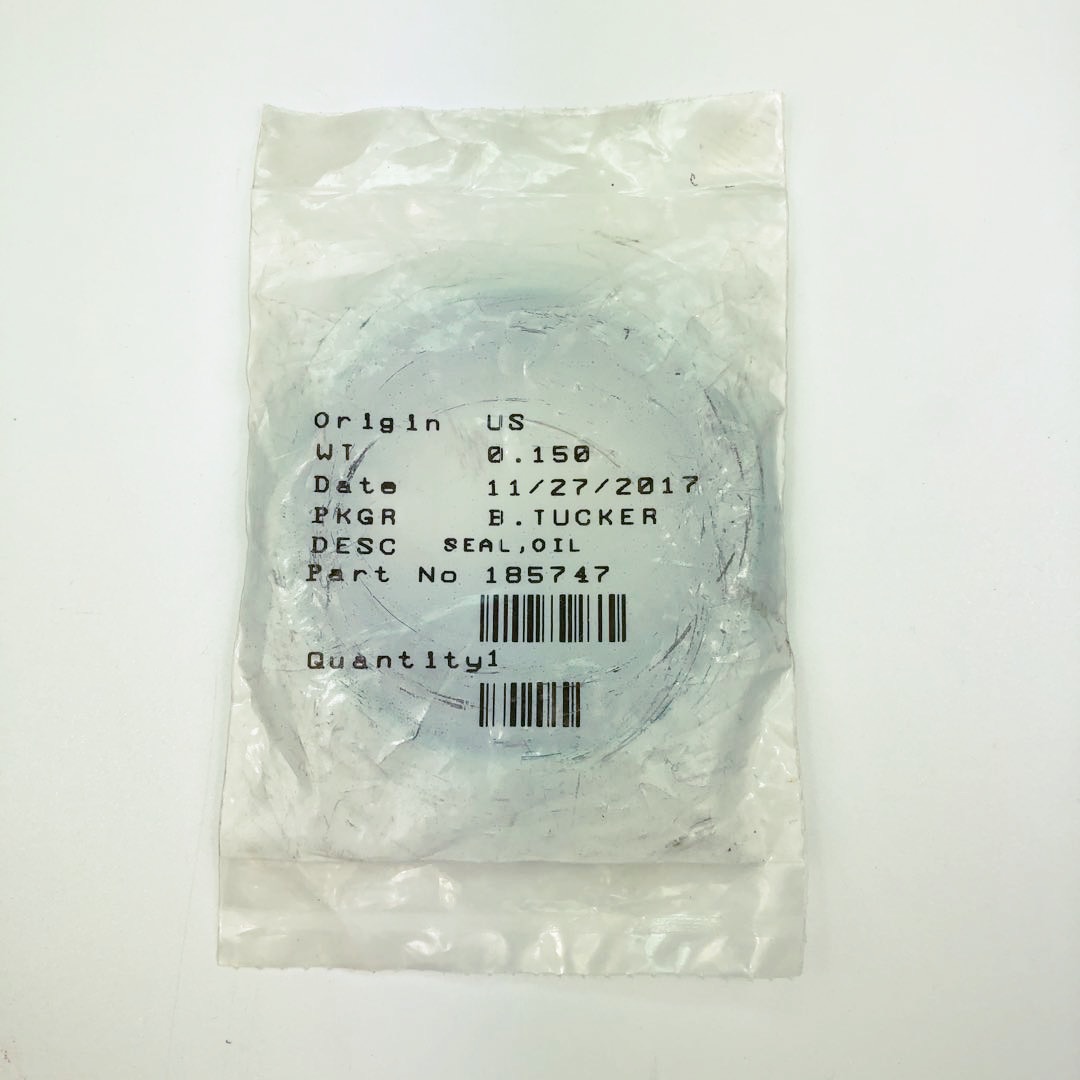 Origin US
WT 0.150
Date 11/27/2017
PKGR B.TUCKER
DESC SEAL,OIL
Part No 185747
Quantity1